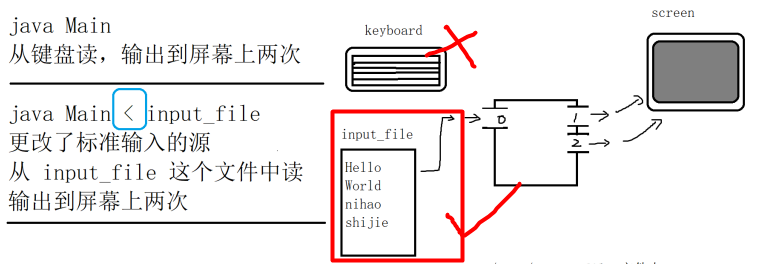 java Main
从键盘读，输出到屏幕上两次
java Main < input_file
更改了标准输入的源
从 input_file 这个文件中读
输出到屏幕上两次
keyboard
screen
input_file
Hello
World
nihao
shijie
0
1
2